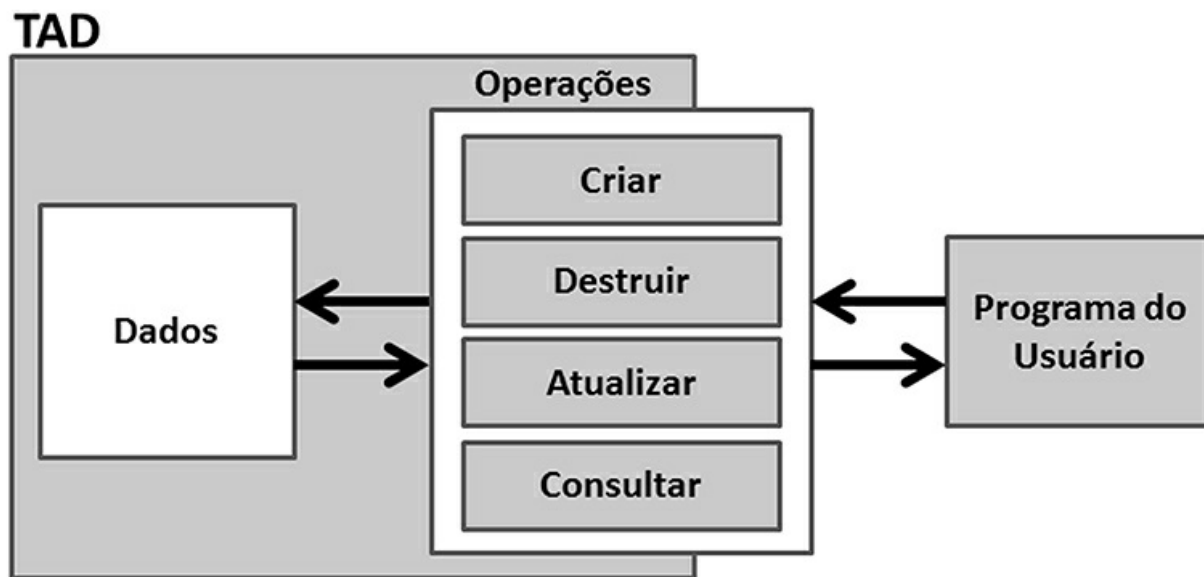 TAD
Operações
Criar
Destruir
Dados
Atualizar
Consultar
Programa do
Usuário